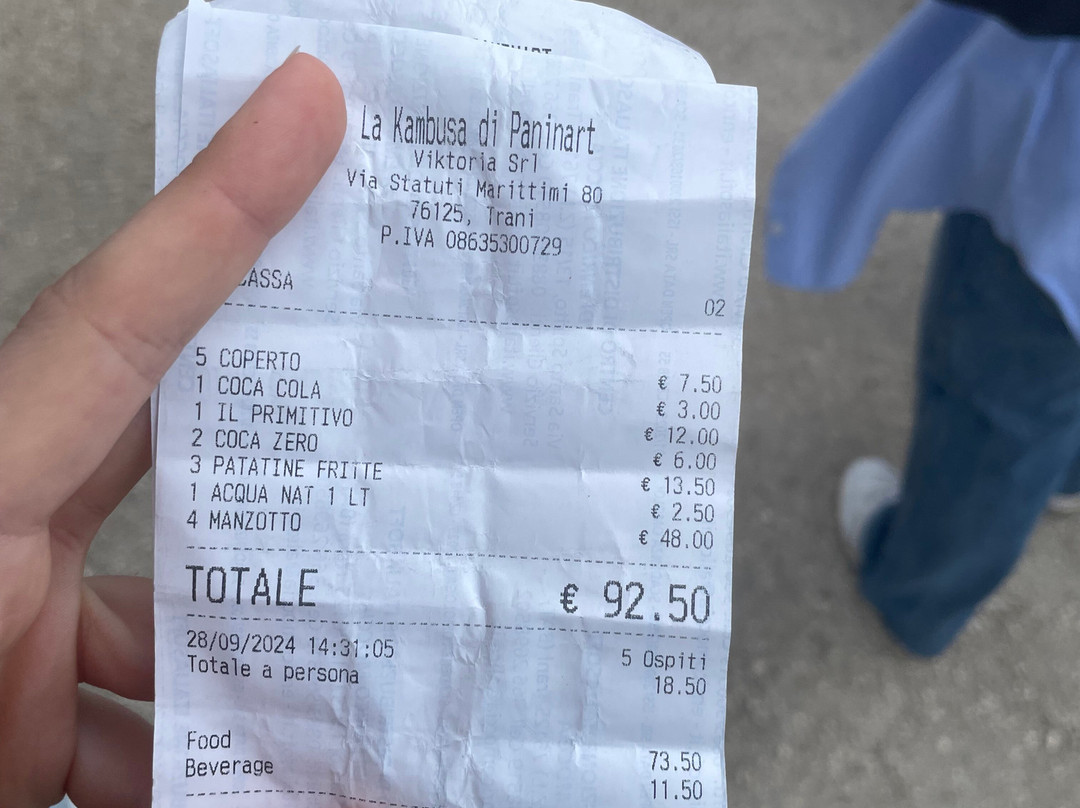 La Kambusa di Paninart
Viktoria Srl
Via Statuti Marittimi 80
76125, Trani
P.IVA 08635300729
CASSA 02
5 COPERTO € 7.50
1 COCA COLA € 3.00
1 IL PRIMITIVO € 12.00
2 COCA ZERO € 6.00
3 PATATINE FRITTE € 13.50
1 ACQUA NAT 1 LT € 2.50
4 MANZOTTO € 48.00
TOTALE € 92.50
28/09/2024 14:31:05 5 Ospiti
Totale a persona 18.50
Food 73.50
Beverage 11.50